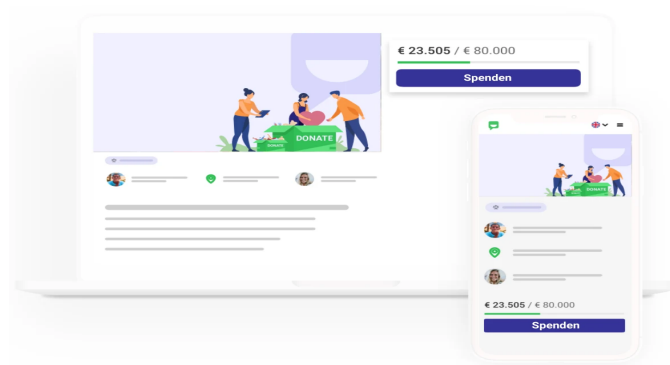 € 23.505 / € 80.000
Spenden
DONATE
DONATE
DONATE
€ 23.505 / € 80.000
Spenden